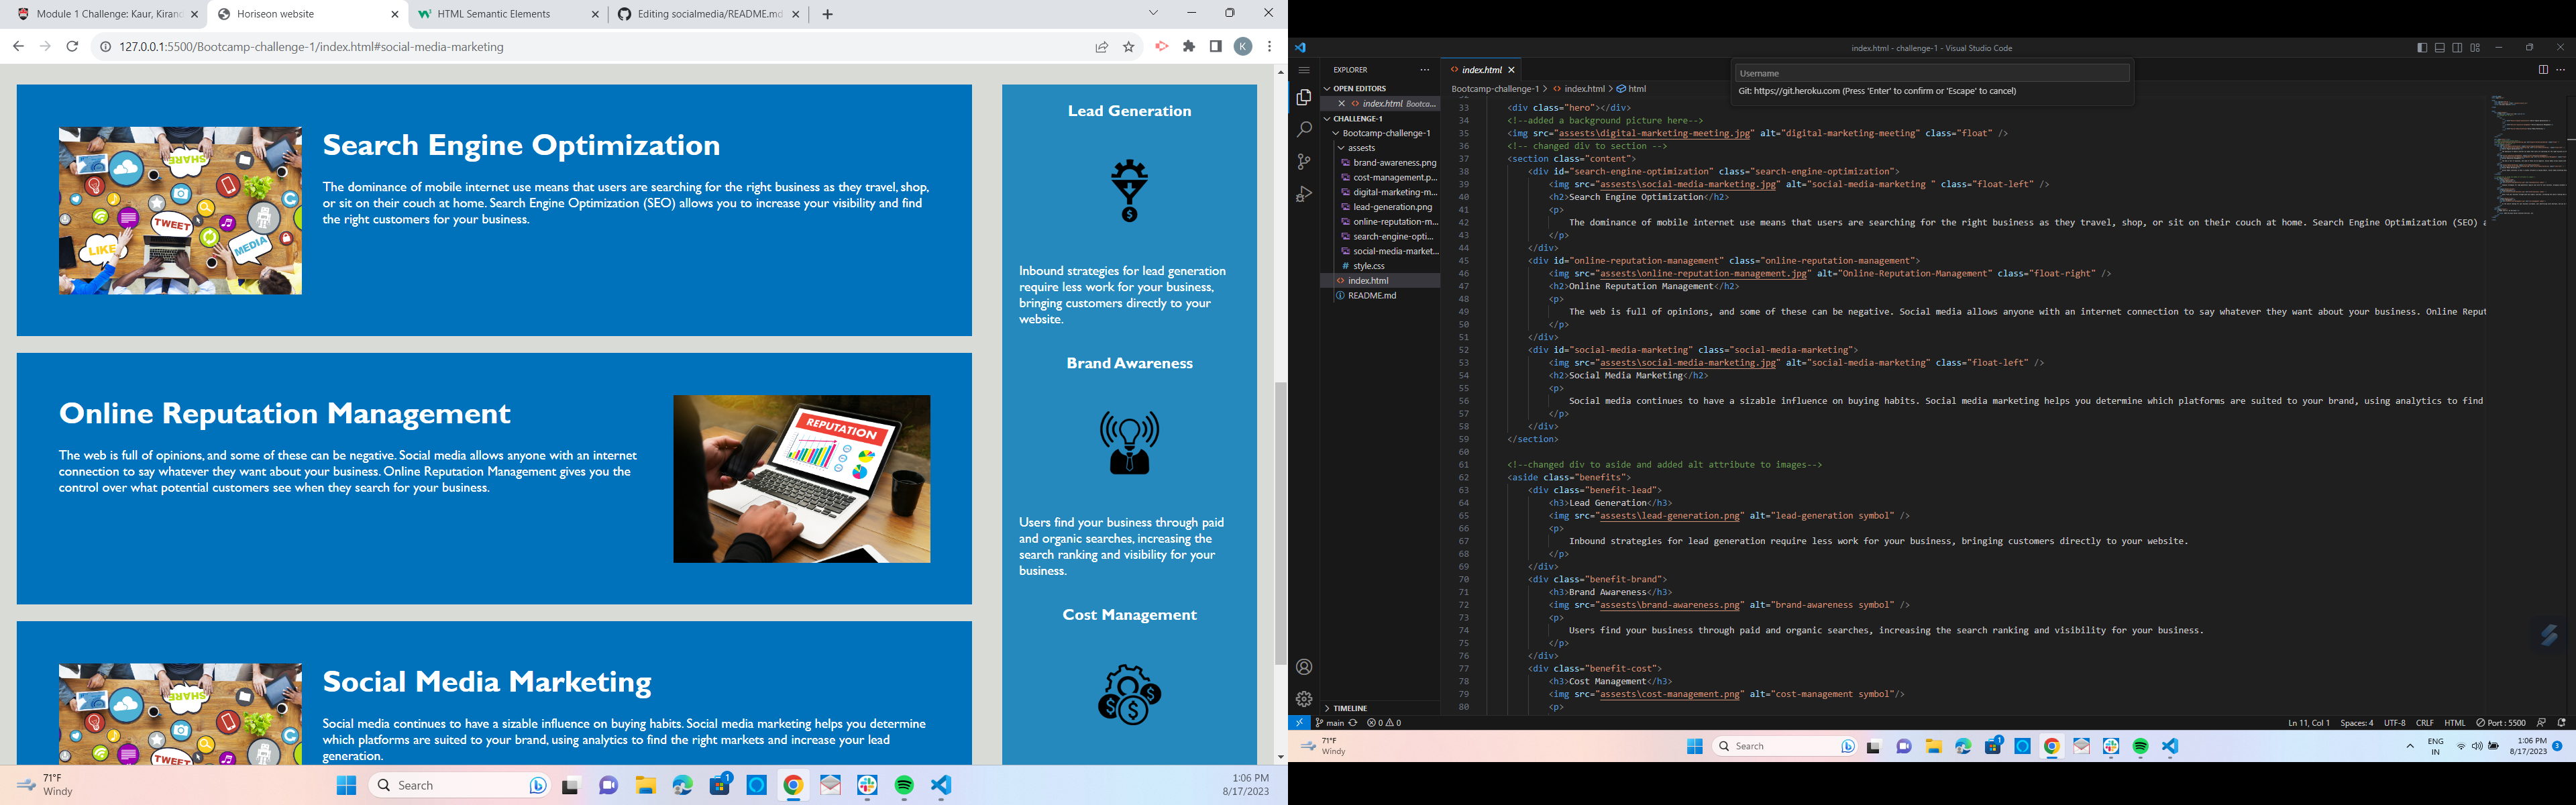 Module 1 Challenge: Kaur, Kiran
Horiseon website
HTML Semantic Elements
Editing socialmedia/README.md
127.0.0.1:5500/Bootcamp-challenge-1/index.html#social-media-marketing
K
Search Engine Optimization
The dominance of mobile internet use means that users are searching for the right business as they travel, shop,
or sit on their couch at home. Search Engine Optimization (SEO) allows you to increase your visibility and find
the right customers for your business.
SHARE
TWEET
LIKE
MEDIA
Online Reputation Management
The web is full of opinions, and some of these can be negative. Social media allows anyone with an internet
connection to say whatever they want about your business. Online Reputation Management gives you the
control over what potential customers see when they search for your business.
REPUTATION
Social Media Marketing
Social media continues to have a sizable influence on buying habits. Social media marketing helps you determine
which platforms are suited to your brand, using analytics to find the right markets and increase your lead
generation.
SHARE
Lead Generation
Inbound strategies for lead generation
require less work for your business,
bringing customers directly to your
website.
Brand Awareness
Users find your business through paid
and organic searches, increasing the
search ranking and visibility for your
business.
Cost Management
71°F
Windy
Search
1
1:06 PM
8/17/2023
index.html - challenge-1 - Visual Studio Code
Username
Git: https://git.heroku.com (Press 'Enter' to confirm or 'Escape' to cancel)
EXPLORER
OPEN EDITORS
index.html Bootca...
CHALLENGE-1
Bootcamp-challenge-1
assests
brand-awareness.png
cost-management.p...
digital-marketing-m...
lead-generation.png
online-reputation-m...
search-engine-opti...
social-media-market...
# style.css
index.html
README.md
TIMELINE
index.html
Bootcamp-challenge-1 > index.html > html
33 <div class="hero"></div>
34 <!--added a background picture here-->
35 <img src="assests\digital-marketing-meeting.jpg" alt="digital-marketing-meeting" class="float" />
36 <!-- changed div to section -->
37 <section class="content">
38 <div id="search-engine-optimization" class="search-engine-optimization">
39 <img src="assests\social-media-marketing.jpg" alt="social-media-marketing " class="float-left" />
40 <h2>Search Engine Optimization</h2>
41 <p>
42 The dominance of mobile internet use means that users are searching for the right business as they travel, shop, or sit on their couch at home. Search Engine Optimization (SEO) a
43 </p>
44 </div>
45 <div id="online-reputation-management" class="online-reputation-management">
46 <img src="assests\online-reputation-management.jpg" alt="Online-Reputation-Management" class="float-right" />
47 <h2>Online Reputation Management</h2>
48 <p>
49 The web is full of opinions, and some of these can be negative. Social media allows anyone with an internet connection to say whatever they want about your business. Online Reput
50 </p>
51 </div>
52 <div id="social-media-marketing" class="social-media-marketing">
53 <img src="assests\social-media-marketing.jpg" alt="social-media-marketing" class="float-left" />
54 <h2>Social Media Marketing</h2>
55 <p>
56 Social media continues to have a sizable influence on buying habits. Social media marketing helps you determine which platforms are suited to your brand, using analytics to find
57 </p>
58 </div>
59 </section>
60
61 <!--changed div to aside and added alt attribute to images-->
62 <aside class="benefits">
63 <div class="benefit-lead">
64 <h3>Lead Generation</h3>
65 <img src="assests\lead-generation.png" alt="lead-generation symbol" />
66 <p>
67 Inbound strategies for lead generation require less work for your business, bringing customers directly to your website.
68 </p>
69 </div>
70 <div class="benefit-brand">
71 <h3>Brand Awareness</h3>
72 <img src="assests\brand-awareness.png" alt="brand-awareness symbol" />
73 <p>
74 Users find your business through paid and organic searches, increasing the search ranking and visibility for your business.
75 </p>
76 </div>
77 <div class="benefit-cost">
78 <h3>Cost Management</h3>
79 <img src="assests\cost-management.png" alt="cost-management symbol"/>
80 <p>
main
0 0
Ln 11, Col 1 Spaces: 4 UTF-8 CRLF HTML Port : 5500
71°F
Windy
Search
1
ENG
IN
1:06 PM
8/17/2023
3